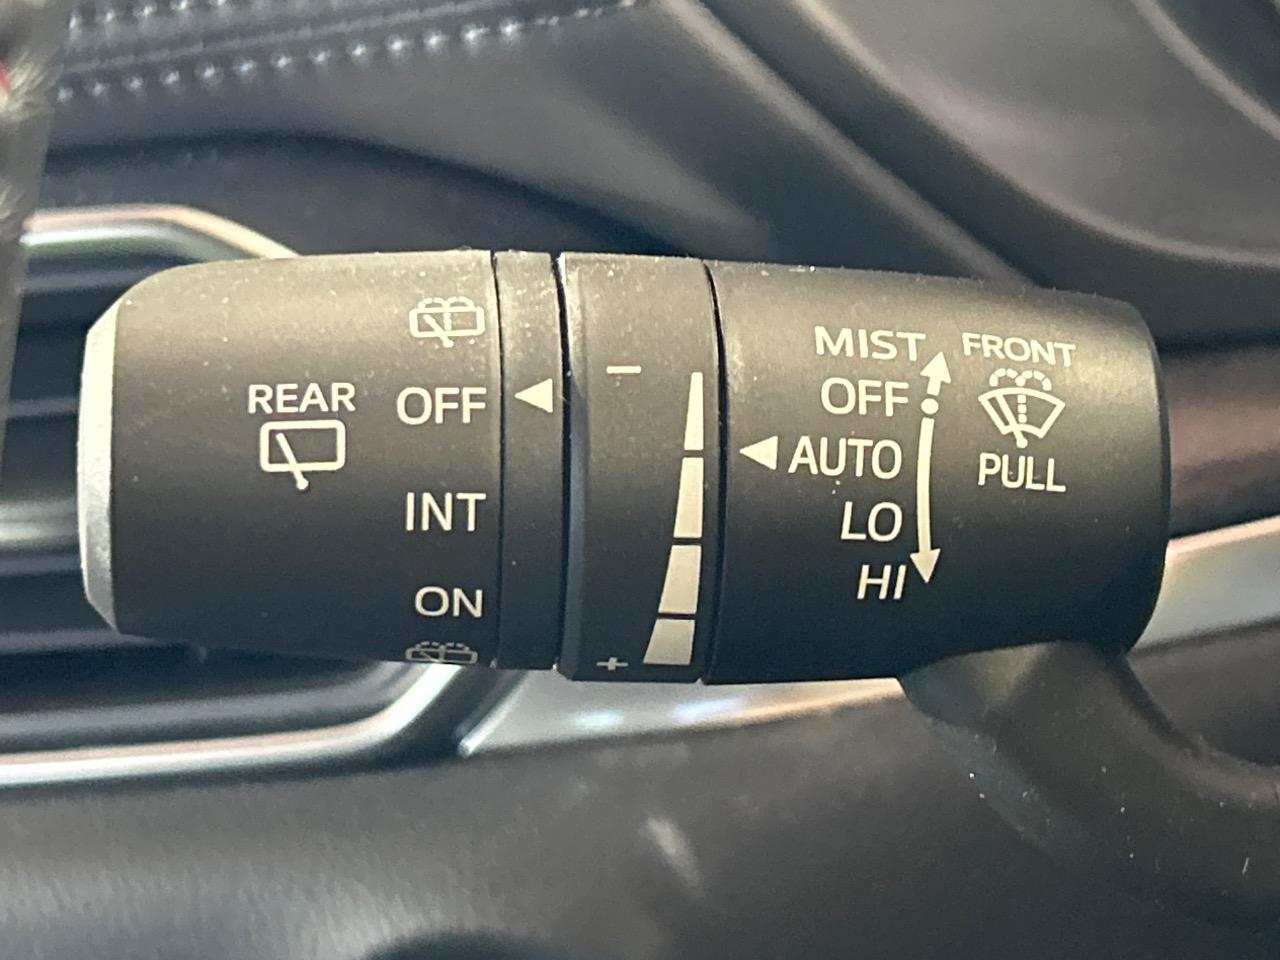 REAR
OFF
INT
ON
−
+
MIST
OFF
AUTO
LO
HI
FRONT
PULL